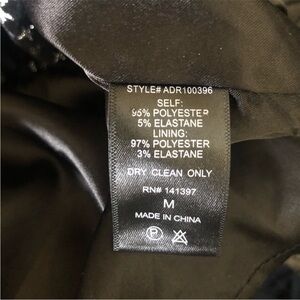 STYLE# ADR100396
SELF:
95% POLYESTER
5% ELASTANE
LINING:
97% POLYESTER
3% ELASTANE
DRY CLEAN ONLY
RN# 141397
M
MADE IN CHINA
P